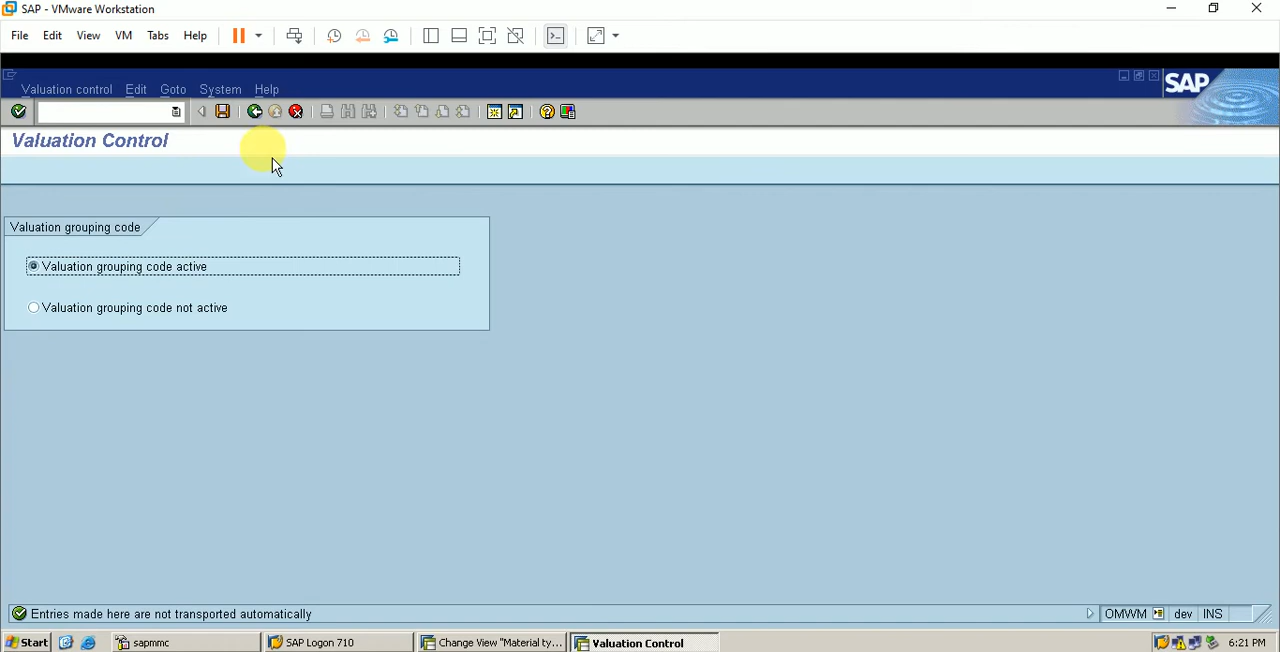 SAP - VMware Workstation
File Edit View VM Tabs Help
Valuation control Edit Goto System Help
SAP
Valuation Control
Valuation grouping code
Valuation grouping code active
Valuation grouping code not active
Entries made here are not transported automatically
OMWM dev INS
Start sapmmc SAP Logon 710 Change View "Material ty... Valuation Control 6:21 PM